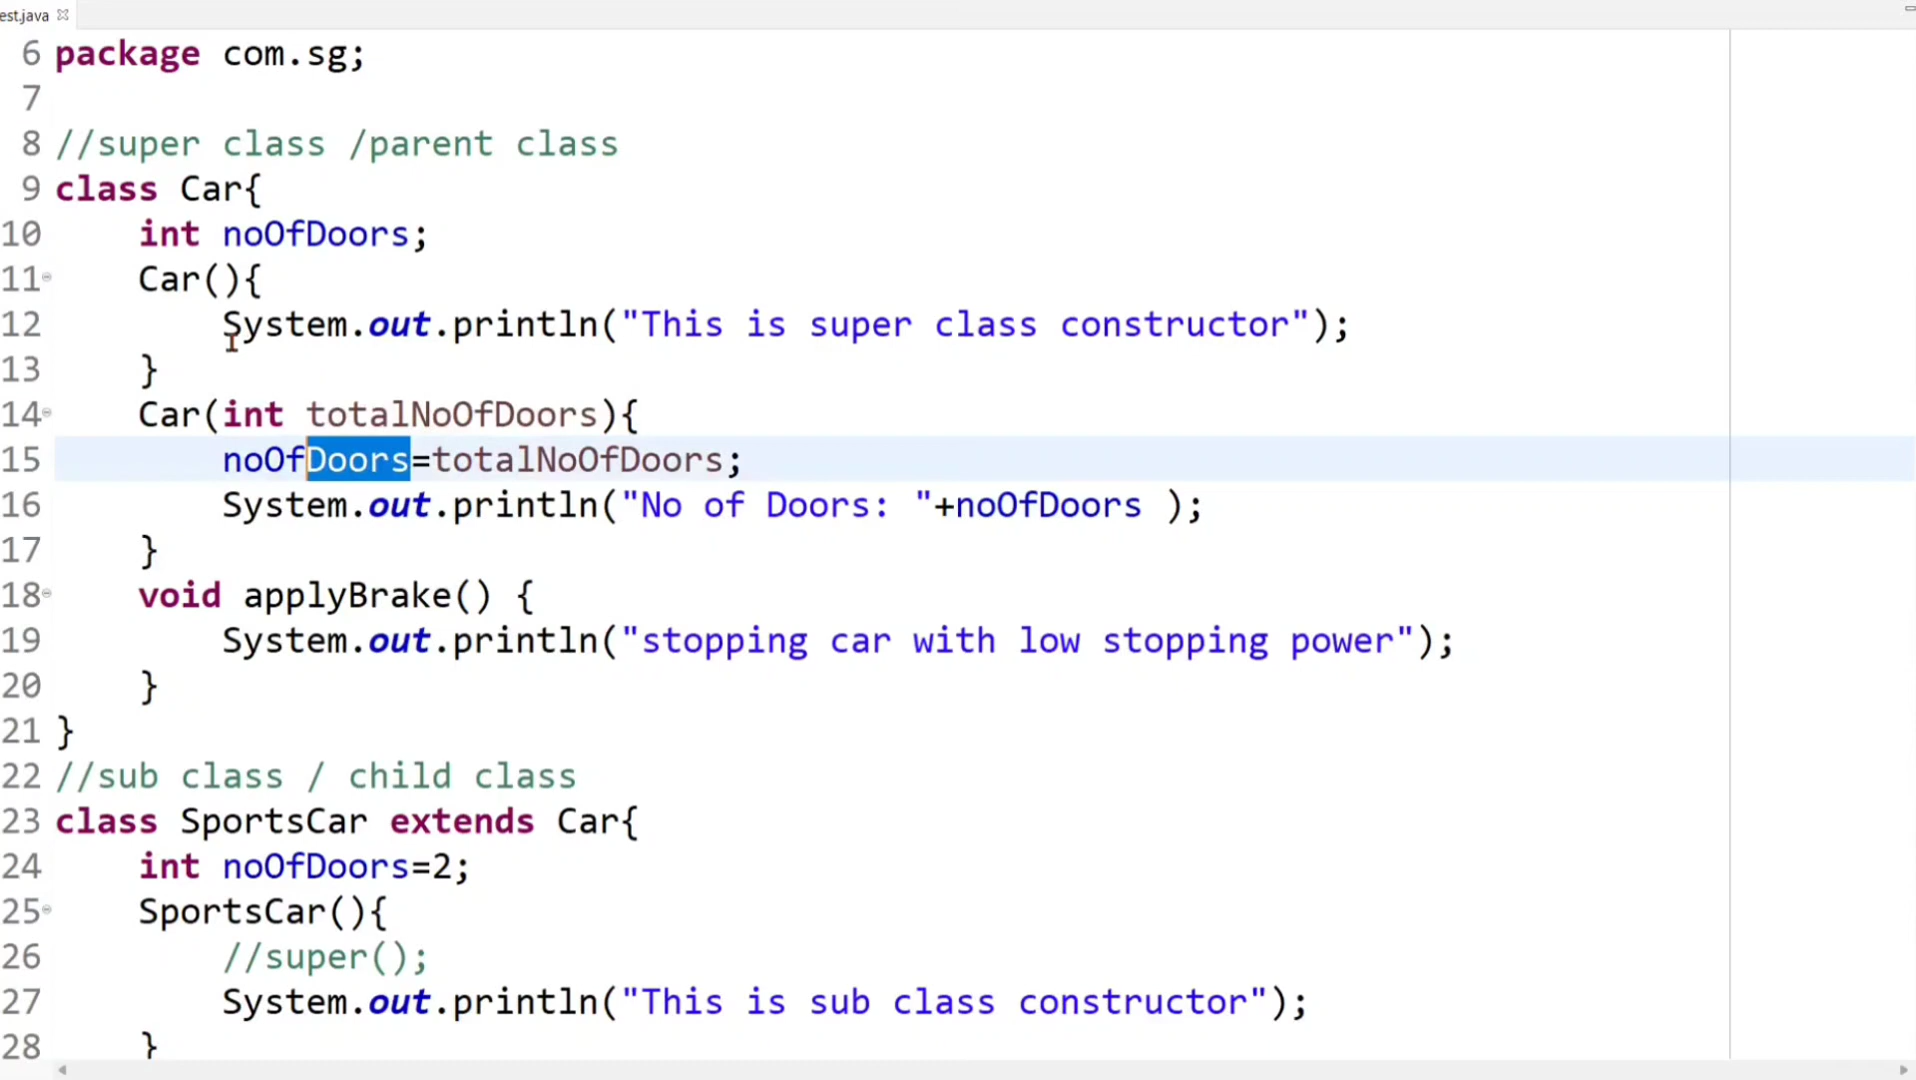 est.java
6 package com.sg;
7
8 //super class /parent class
9 class Car{
10 int noOfDoors;
11 Car(){
12 System.out.println("This is super class constructor");
13 }
14 Car(int totalNoOfDoors){
15 noOfDoors=totalNoOfDoors;
16 System.out.println("No of Doors: "+noOfDoors );
17 }
18 void applyBrake() {
19 System.out.println("stopping car with low stopping power");
20 }
21 }
22 //sub class / child class
23 class SportsCar extends Car{
24 int noOfDoors=2;
25 SportsCar(){
26 //super();
27 System.out.println("This is sub class constructor");
28 }